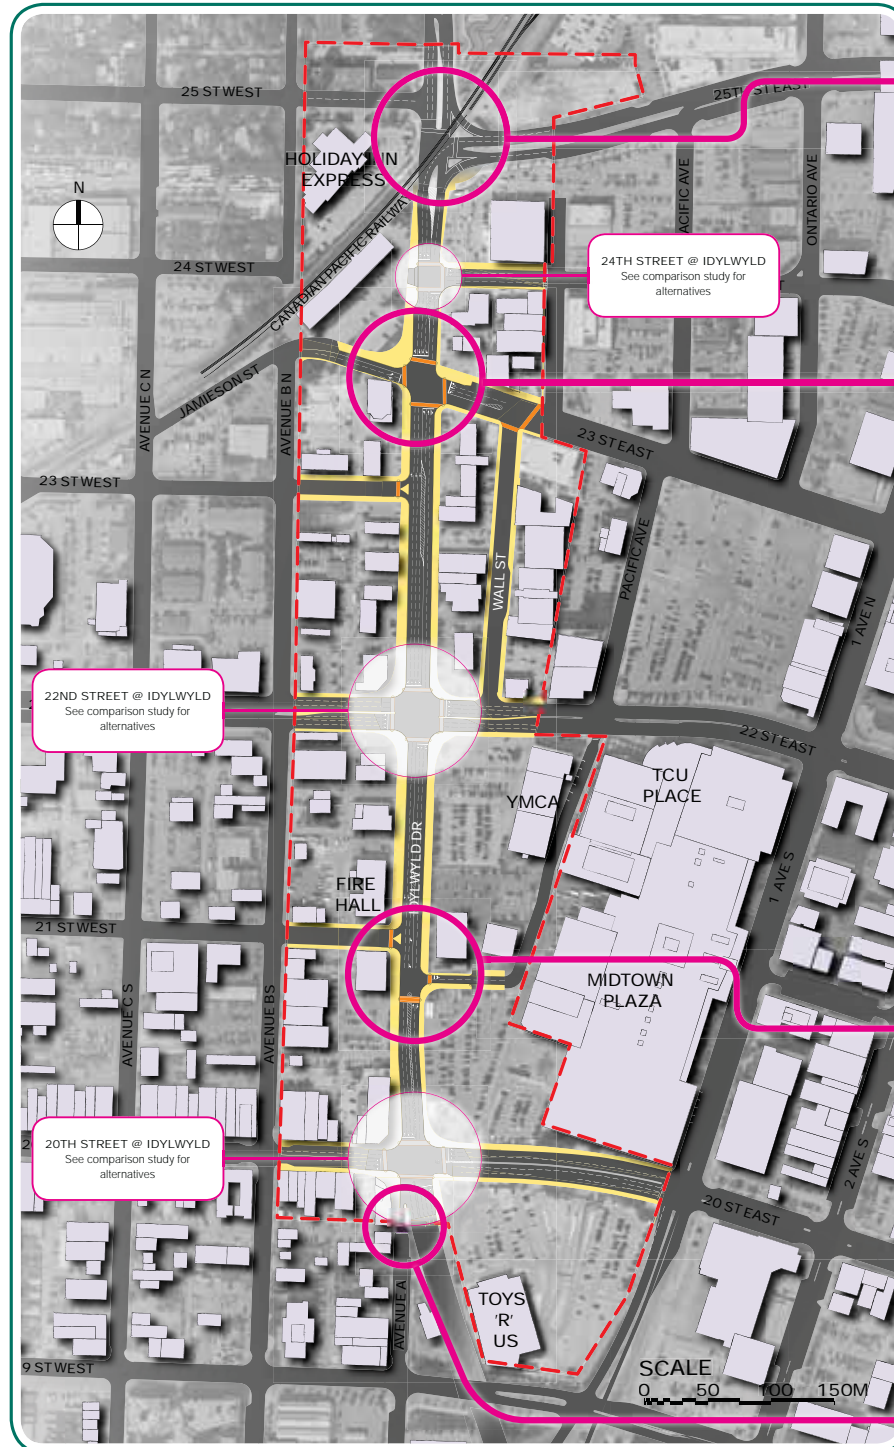 25 ST WEST
25TH ST EAST
HOLIDAY INN
EXPRESS
N
CANADIAN PACIFIC RAILWAY
ACIFIC AVE
ONTARIO AVE
24 ST WEST
24TH STREET @ IDYLWYLD
See comparison study for
alternatives
JAMIESON ST
AVENUE C N
AVENUE B N
23 ST EAST
23 ST WEST
WALL ST
PACIFIC AVE
1 AVE N
22ND STREET @ IDYLWYLD
See comparison study for
alternatives
22 ST EAST
TCU
PLACE
YMCA
IDYLWYLD DR
1 AVE S
FIRE
HALL
21 ST WEST
MIDTOWN
PLAZA
AVENUE C S
AVENUE BS
20TH STREET @ IDYLWYLD
See comparison study for
alternatives
2 AVE S
20 ST EAST
AVENUE A
TOYS
'R'
US
9 ST WEST
SCALE
0 50 100 150M